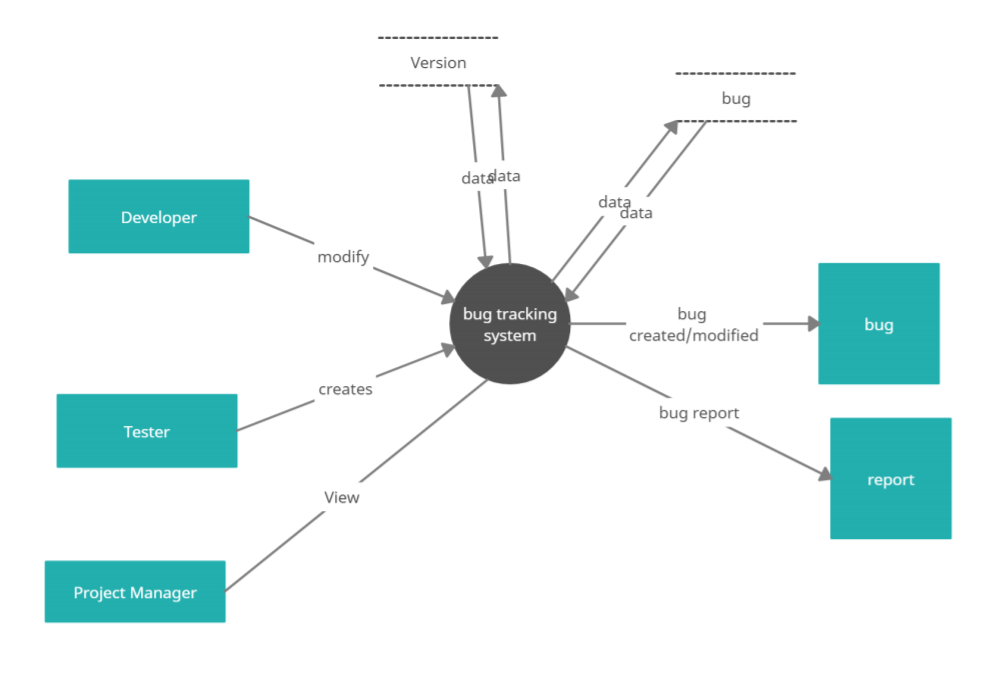 Version
bug
data
data
data
data
Developer
modify
bug tracking
system
bug
created/modified
bug
creates
bug report
Tester
report
View
Project Manager